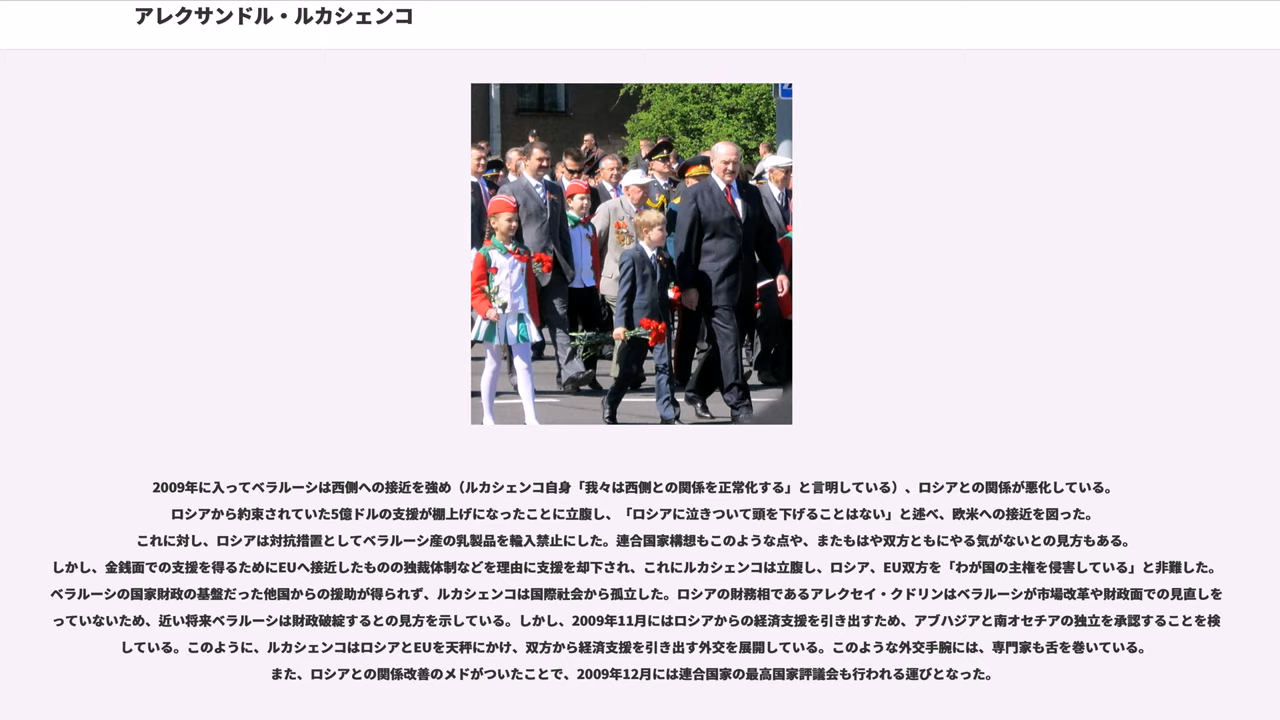 アレクサンドル・ルカシェンコ
2009年に入ってベラルーシは西側への接近を強め（ルカシェンコ自身「我々は西側との関係を正常化する」と言明している）、ロシアとの関係が悪化している。
ロシアから約束されていた5億ドルの支援が棚上げになったことに立腹し、「ロシアに泣きついて頭を下げることはない」と述べ、欧米への接近を図った。
これに対し、ロシアは対抗措置としてベラルーシ産の乳製品を輸入禁止にした。連合国家構想もこのような点や、またもはや双方ともにやる気がないとの見方もある。
しかし、金銭面での支援を得るためにEUへ接近したものの独裁体制などを理由に支援を却下され、これにルカシェンコは立腹し、ロシア、EU双方を「わが国の主権を侵害している」と非難した。
ベラルーシの国家財政の基盤だった他国からの援助が得られず、ルカシェンコは国際社会から孤立した。ロシアの財務相であるアレクセイ・クドリンはベラルーシが市場改革や財政面での見直しを
っていないため、近い将来ベラルーシは財政破綻するとの見方を示している。しかし、2009年11月にはロシアからの経済支援を引き出すため、アブハジアと南オセチアの独立を承認することを検
している。このように、ルカシェンコはロシアとEUを天秤にかけ、双方から経済支援を引き出す外交を展開している。このような外交手腕には、専門家も舌を巻いている。
また、ロシアとの関係改善のメドがついたことで、2009年12月には連合国家の最高国家評議会も行われる運びとなった。